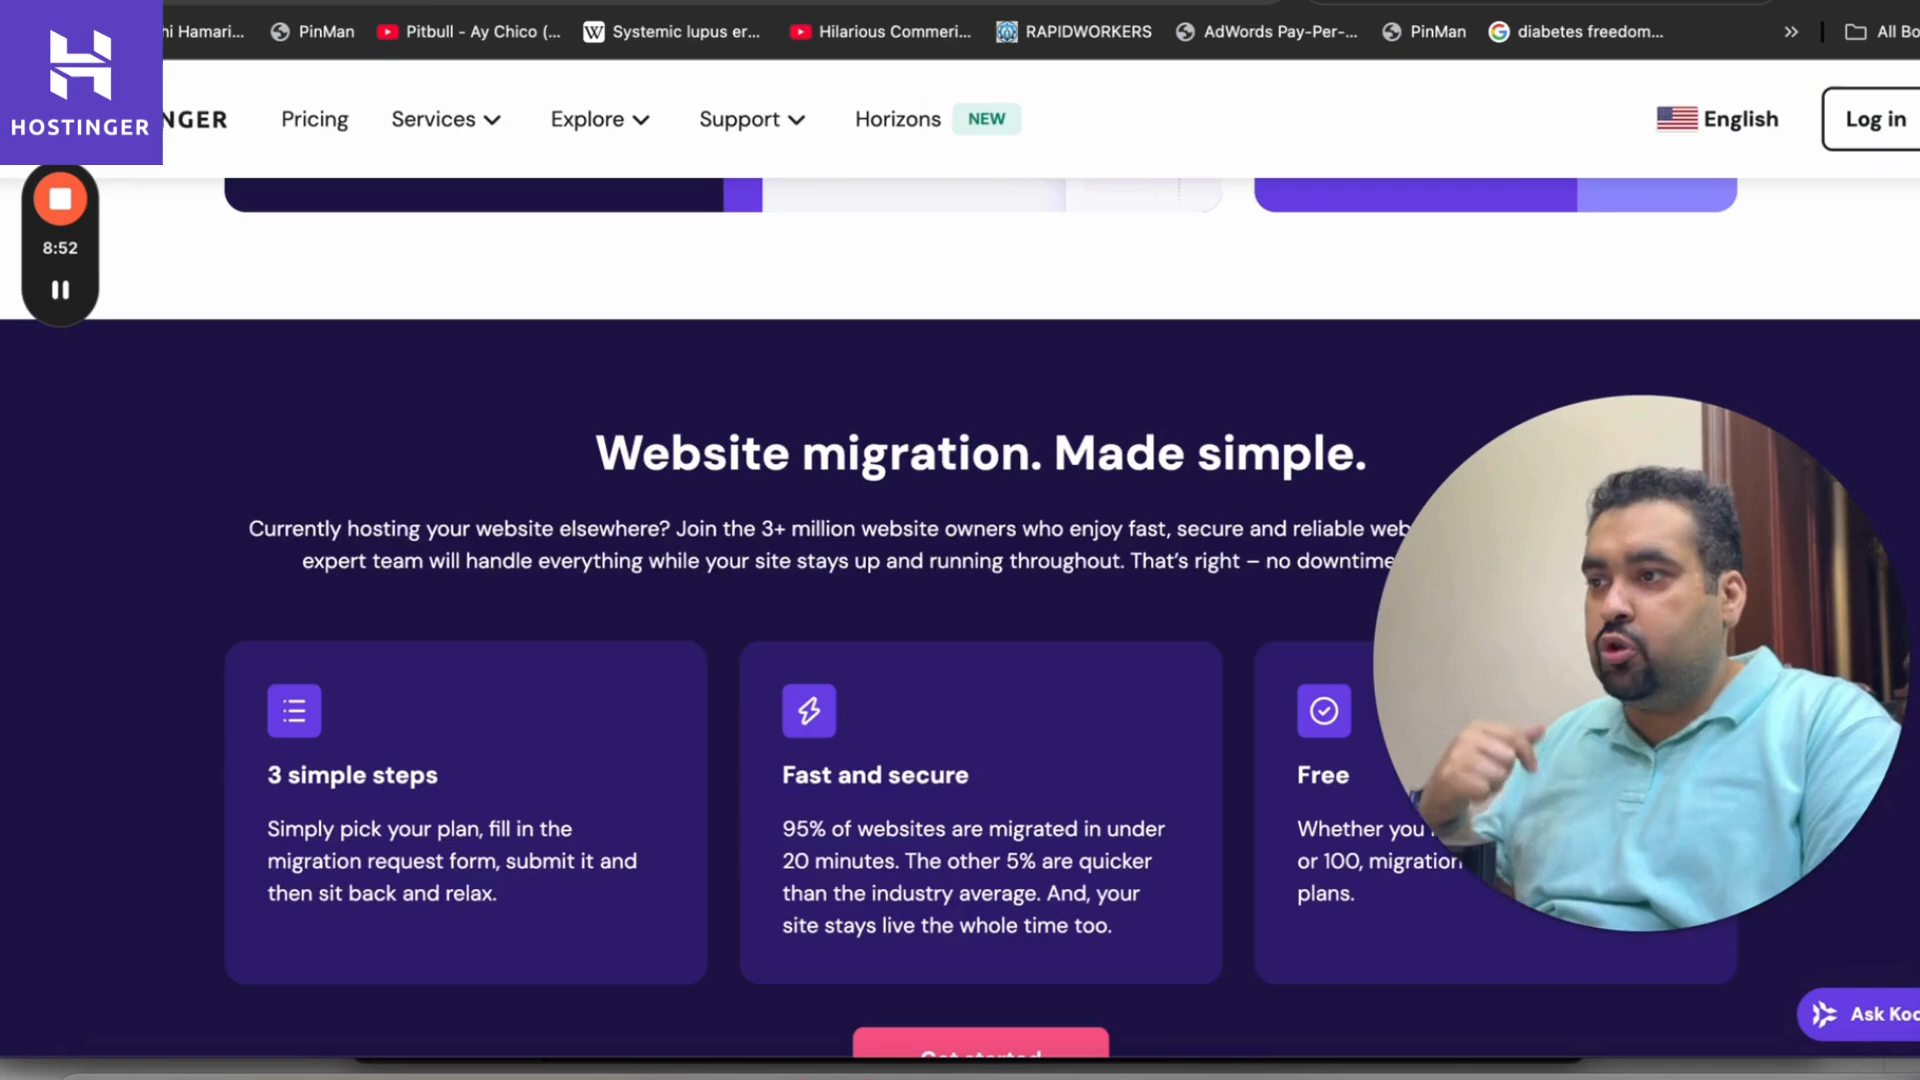 ni Hamari...
PinMan
Pitbull - Ay Chico (...
Systemic lupus er...
Hilarious Commeri...
RAPIDWORKERS
AdWords Pay-Per-...
PinMan
diabetes freedom...
All Bo
HOSTINGER
NGER
Pricing
Services
Explore
Support
Horizons
NEW
English
Log in
8:52
Website migration. Made simple.
Currently hosting your website elsewhere? Join the 3+ million website owners who enjoy fast, secure and reliable web
expert team will handle everything while your site stays up and running throughout. That's right – no downtime
3 simple steps
Simply pick your plan, fill in the
migration request form, submit it and
then sit back and relax.
Fast and secure
95% of websites are migrated in under
20 minutes. The other 5% are quicker
than the industry average. And, your
site stays live the whole time too.
Free
Whether you
or 100, migration
plans.
Get started
Ask Kod